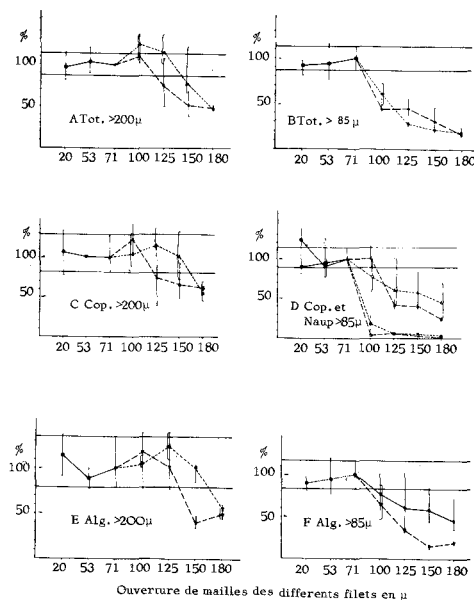 %
100
50
A Tot. >200µ
20 53 71 100 125 150 180
%
100
50
B Tot. > 85 µ
20 53 71 100 125 150 180
%
100
50
C Cop. >200µ
20 53 71 100 125 150 180
%
100
50
D Cop. et
Naup >85µ
20 53 71 100 125 150 180
%
100
50
E Alg. >200µ
20 53 71 100 125 150 180
%
100
50
F Alg. >85µ
20 53 71 100 125 150 180
Ouverture de mailles des differents filets en µ